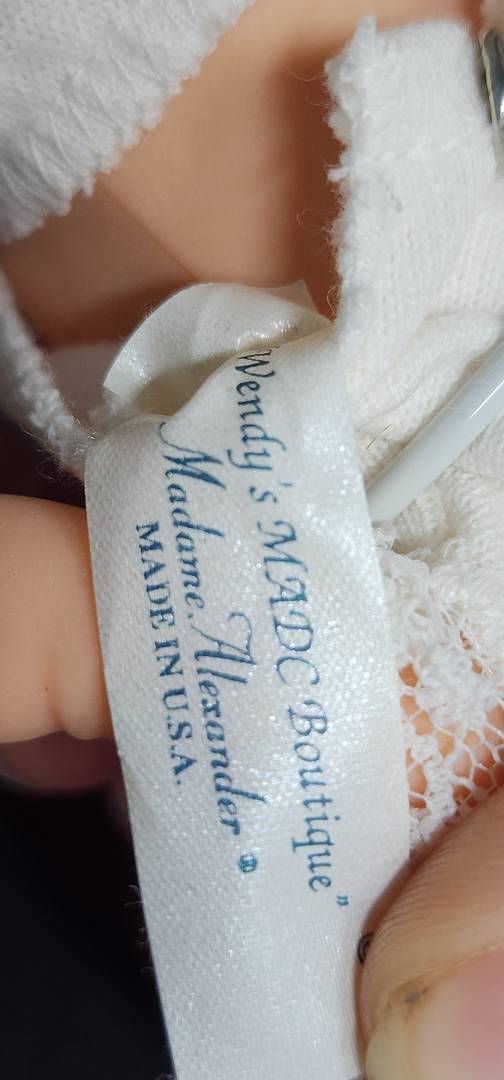 "Wendy's MADC Boutique"
Madame Alexander ®
MADE IN U.S.A.